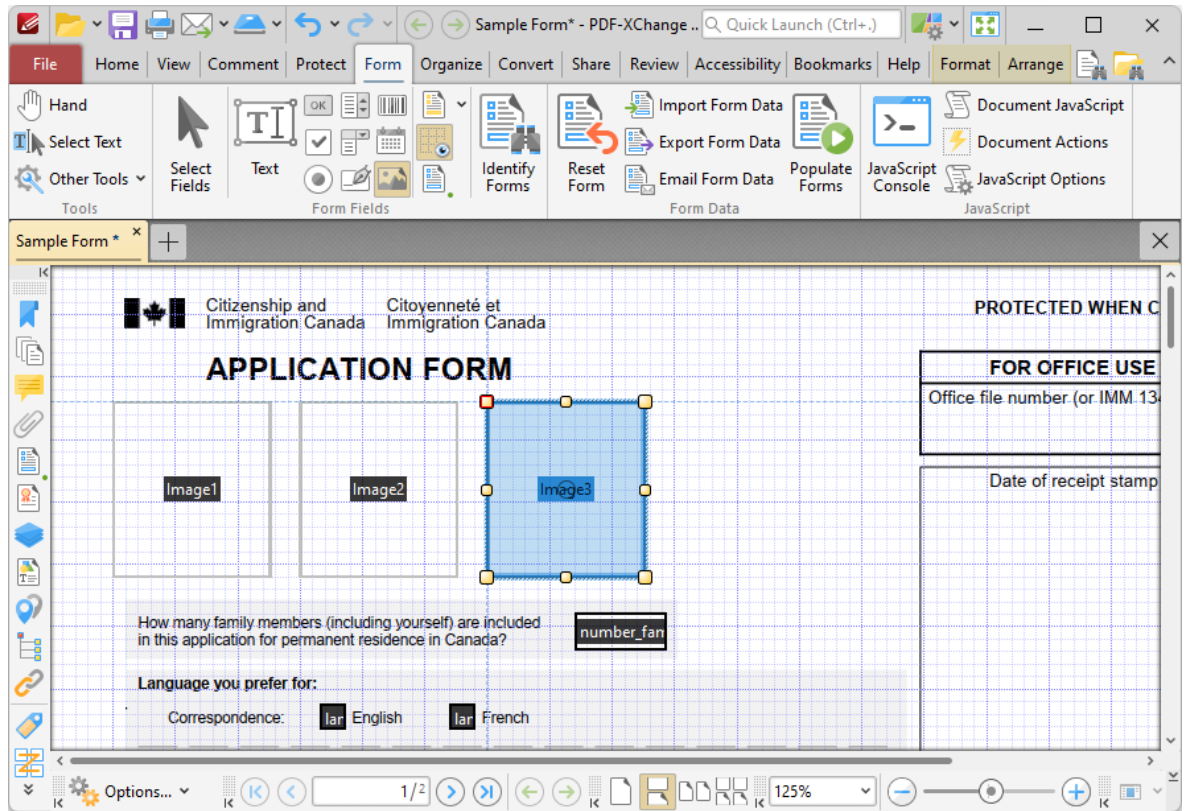 Sample Form* - PDF-XChange ..
Quick Launch (Ctrl+.)
File Home View Comment Protect Form Organize Convert Share Review Accessibility Bookmarks Help Format Arrange
Hand
Select Text
Other Tools
Tools
Select Fields
Text
OK
Form Fields
Identify Forms
Reset Form
Import Form Data
Export Form Data
Email Form Data
Populate Forms
Form Data
JavaScript Console
Document JavaScript
Document Actions
JavaScript Options
JavaScript
Sample Form *
Citizenship and Citoyenneté et
Immigration Canada Immigration Canada
PROTECTED WHEN C
APPLICATION FORM
FOR OFFICE USE
Office file number (or IMM 134
Image1 Image2 Image3
Date of receipt stamp
How many family members (including yourself) are included
in this application for permanent residence in Canada?
number_fam
Language you prefer for:
Correspondence: lar English lar French
Options... 1/2 125%